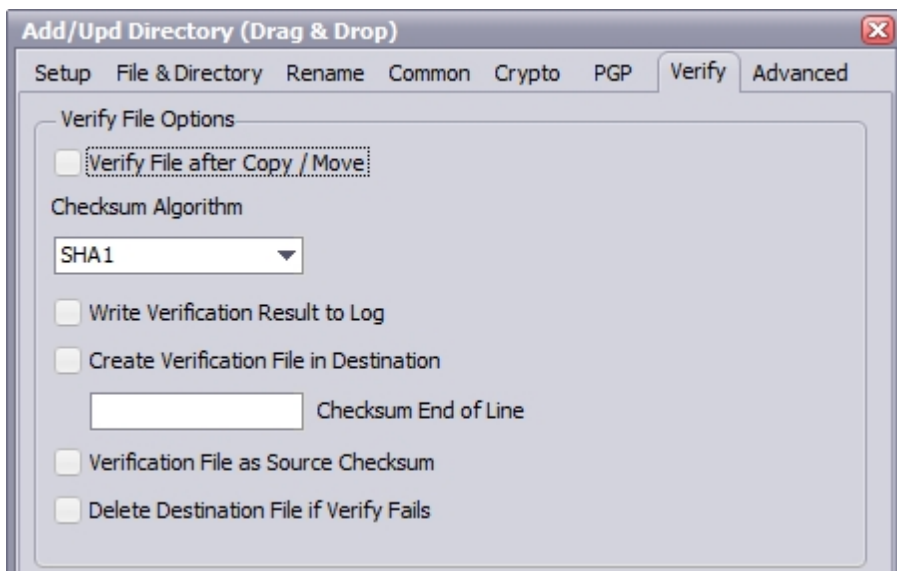 Add/Upd Directory (Drag & Drop)
Setup File & Directory Rename Common Crypto PGP Verify Advanced
Verify File Options
Verify File after Copy / Move
Checksum Algorithm
SHA1
Write Verification Result to Log
Create Verification File in Destination
Checksum End of Line
Verification File as Source Checksum
Delete Destination File if Verify Fails